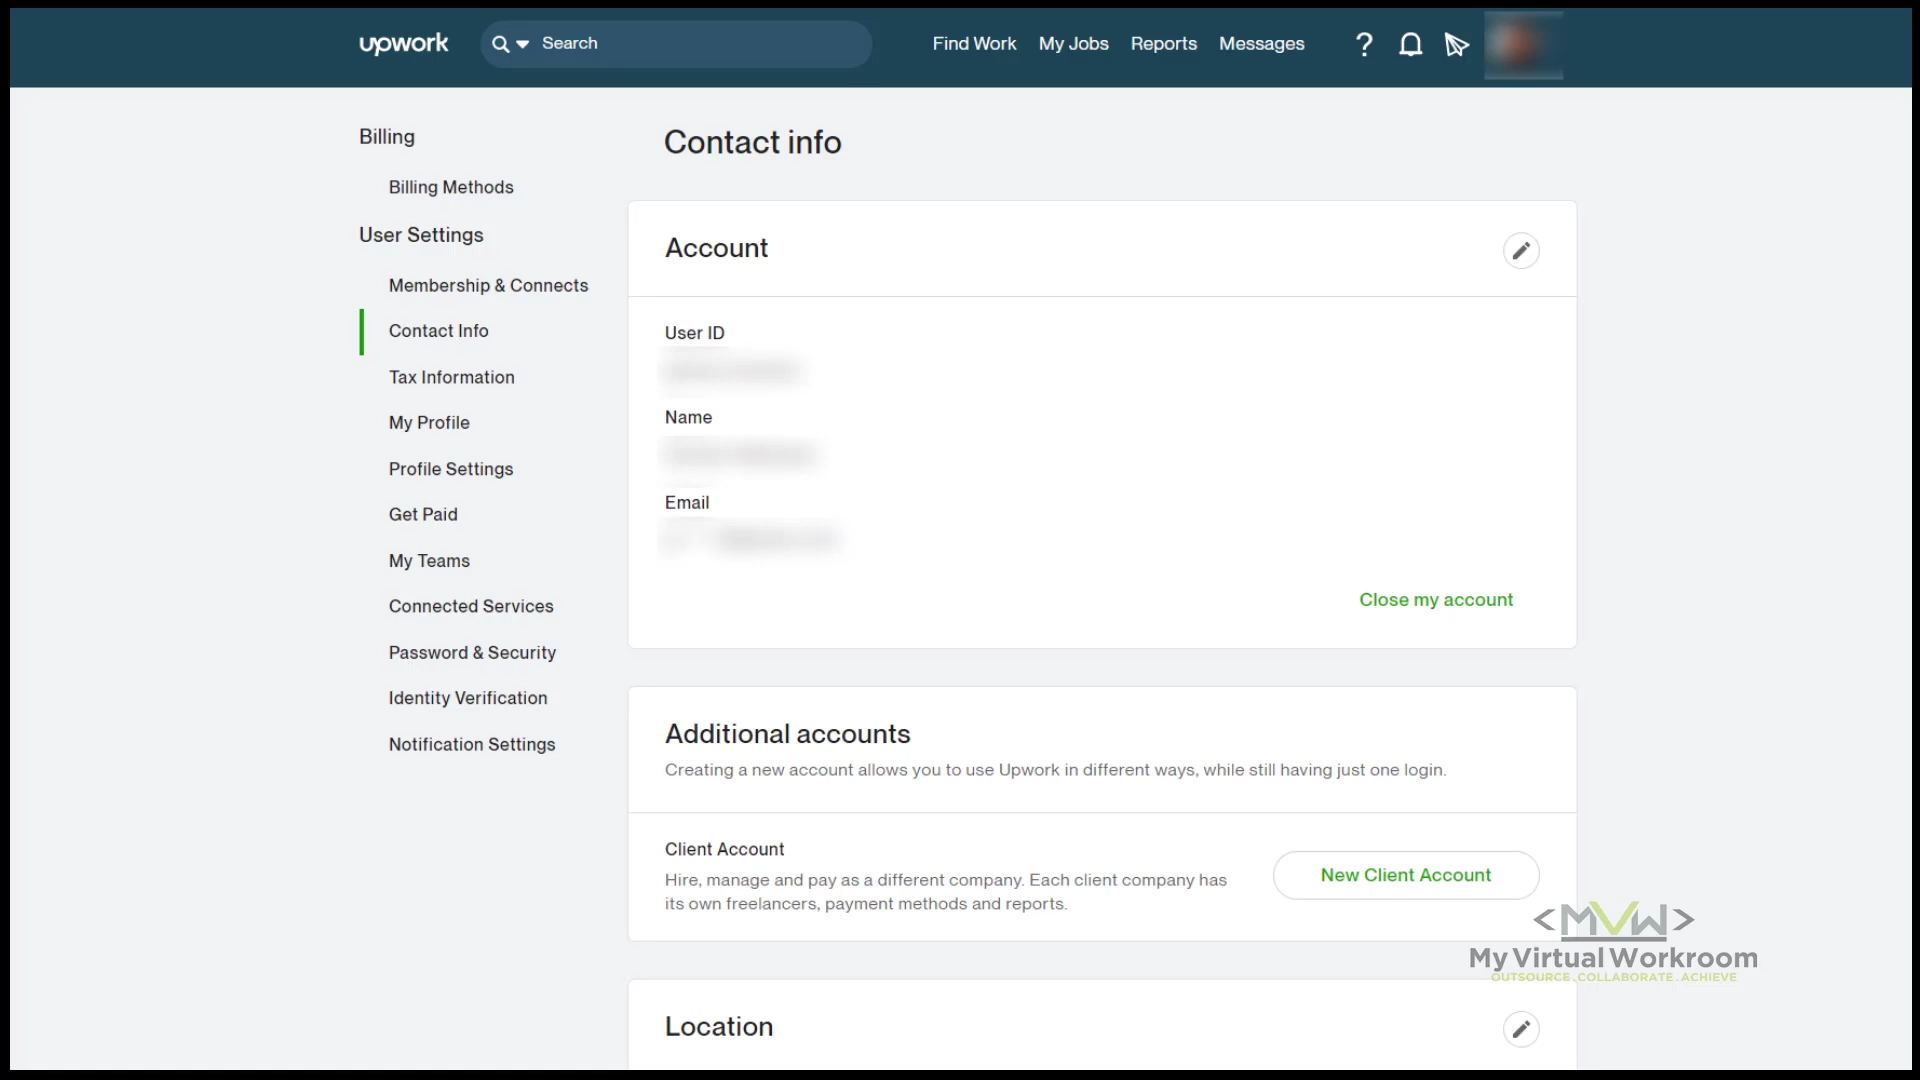 upwork
Search
Find Work
My Jobs
Reports
Messages
?
Billing
Billing Methods
User Settings
Membership & Connects
Contact Info
Tax Information
My Profile
Profile Settings
Get Paid
My Teams
Connected Services
Password & Security
Identity Verification
Notification Settings
Contact info
Account
User ID
Name
Email
Close my account
Additional accounts
Creating a new account allows you to use Upwork in different ways, while still having just one login.
Client Account
Hire, manage and pay as a different company. Each client company has
its own freelancers, payment methods and reports.
New Client Account
<MVW>
My Virtual Workroom
OUTSOURCE.COLLABORATE.ACHIEVE
Location